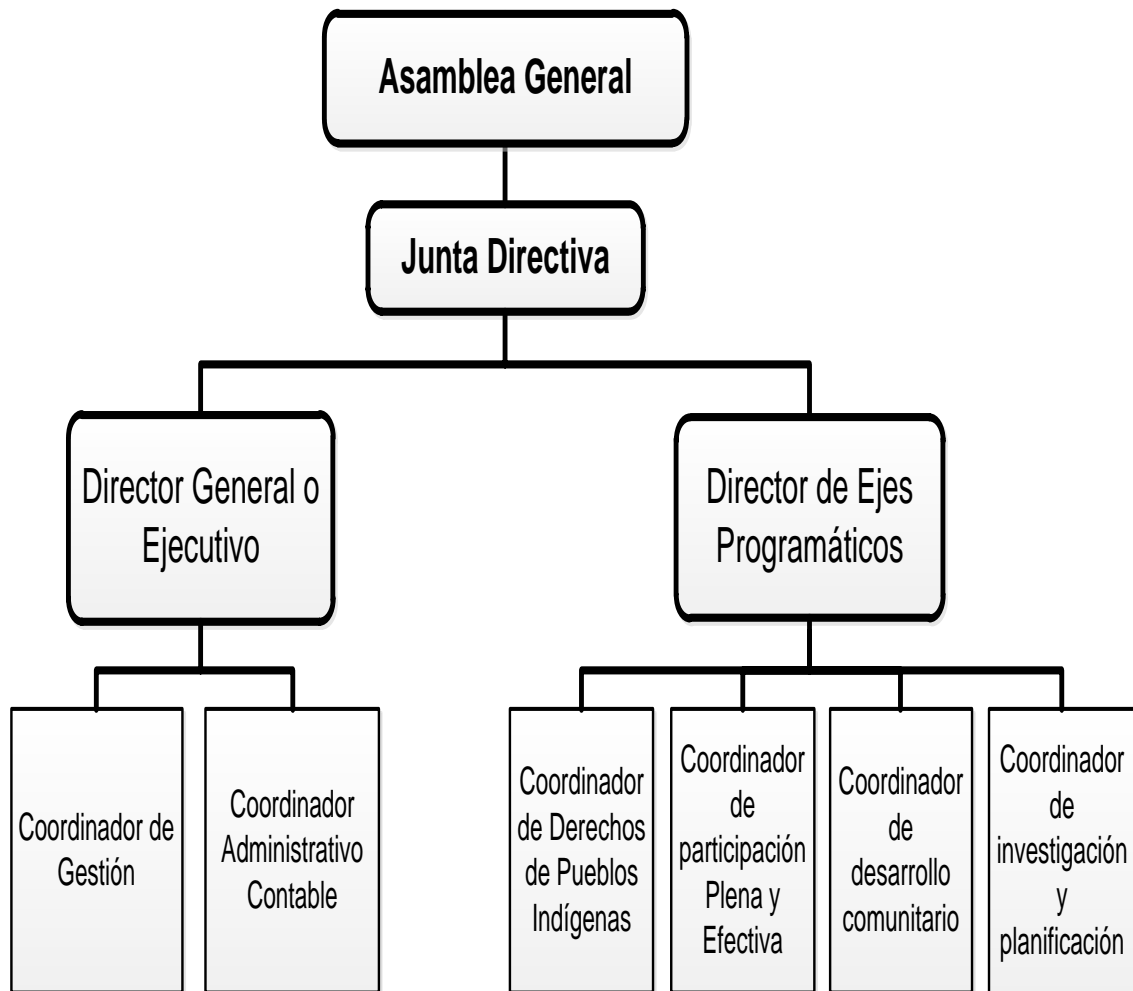 Asamblea General
Junta Directiva
Director General o
Ejecutivo
Director de Ejes
Programáticos
Coordinador de
Gestión
Coordinador
Administrativo
Contable
Coordinador
de Derechos
de Pueblos
Indígenas
Coordinador
de
participación
Plena y
Efectiva
Coordinador
de
desarrollo
comunitario
Coordinador
de
investigación
y
planificación